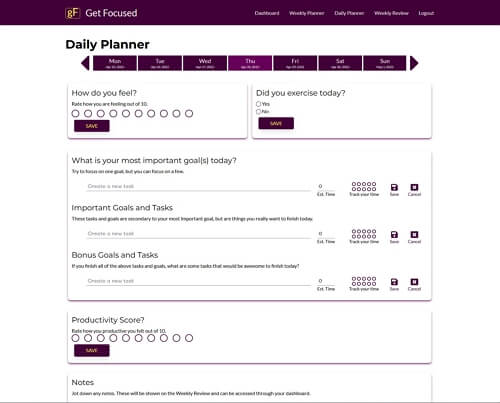 gF Get Focused Dashboard Weekly Planner Daily Planner Weekly Review Logout
Daily Planner
Mon Tue Wed Thu Fri Sat Sun
How do you feel? Did you exercise today?
Rate how you are feeling out of 10. Yes
No
SAVE SAVE
What is your most important goal(s) today?
Try to focus on one goal, but you can focus on a few.
Create a new task 0
Est. Time Track your time Save Cancel
Important Goals and Tasks
These tasks and goals are secondary to your most important goal, but are things you really want to finish today.
Create a new task 0
Est. Time Track your time Save Cancel
Bonus Goals and Tasks
If you finish all of the above tasks and goals, what are some tasks that would be awesome to finish today?
Create a new task 0
Est. Time Track your time Save Cancel
Productivity Score?
Rate how productive you felt out of 10.
SAVE
Notes
Jot down any notes. These will be shown on the Weekly Review and can be accessed through your dashboard.